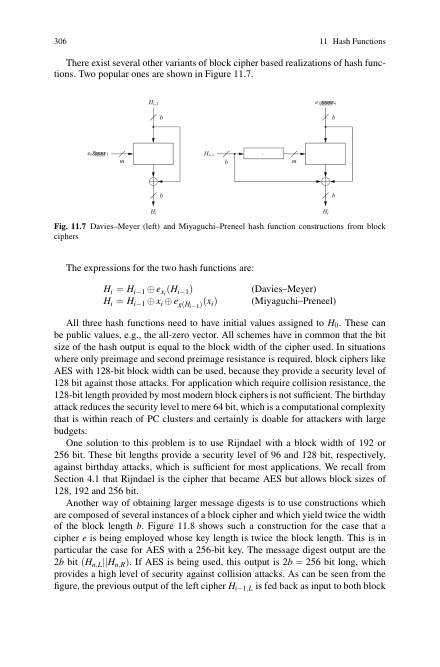 306
11 Hash Functions
There exist several other variants of block cipher based realizations of hash func-
tions. Two popular ones are shown in Figure 11.7.
H_{i−1}
b
b
m
H_{i−1}
b
m
b
b
H_i
H_i
Fig. 11.7 Davies–Meyer (left) and Miyaguchi–Preneel hash function constructions from block
ciphers
The expressions for the two hash functions are:
H_i = H_{i−1} ⊕ e_{x_i}(H_{i−1}) (Davies–Meyer)
H_i = H_{i−1} ⊕ x_i ⊕ e_{g(H_{i−1})}(x_i) (Miyaguchi–Preneel)
All three hash functions need to have initial values assigned to H_0. These can
be public values, e.g., the all-zero vector. All schemes have in common that the bit
size of the hash output is equal to the block width of the cipher used. In situations
where only preimage and second preimage resistance is required, block ciphers like
AES with 128-bit block width can be used, because they provide a security level of
128 bit against those attacks. For application which require collision resistance, the
128-bit length provided by most modern block ciphers is not sufficient. The birthday
attack reduces the security level to mere 64 bit, which is a computational complexity
that is within reach of PC clusters and certainly is doable for attackers with large
budgets.
One solution to this problem is to use Rijndael with a block width of 192 or
256 bit. These bit lengths provide a security level of 96 and 128 bit, respectively,
against birthday attacks, which is sufficient for most applications. We recall from
Section 4.1 that Rijndael is the cipher that became AES but allows block sizes of
128, 192 and 256 bit.
Another way of obtaining larger message digests is to use constructions which
are composed of several instances of a block cipher and which yield twice the width
of the block length b. Figure 11.8 shows such a construction for the case that a
cipher e is being employed whose key length is twice the block length. This is in
particular the case for AES with a 256-bit key. The message digest output are the
2b bit (H_{n,L}||H_{n,R}). If AES is being used, this output is 2b = 256 bit long, which
provides a high level of security against collision attacks. As can be seen from the
figure, the previous output of the left cipher H_{i−1,L} is fed back as input to both block